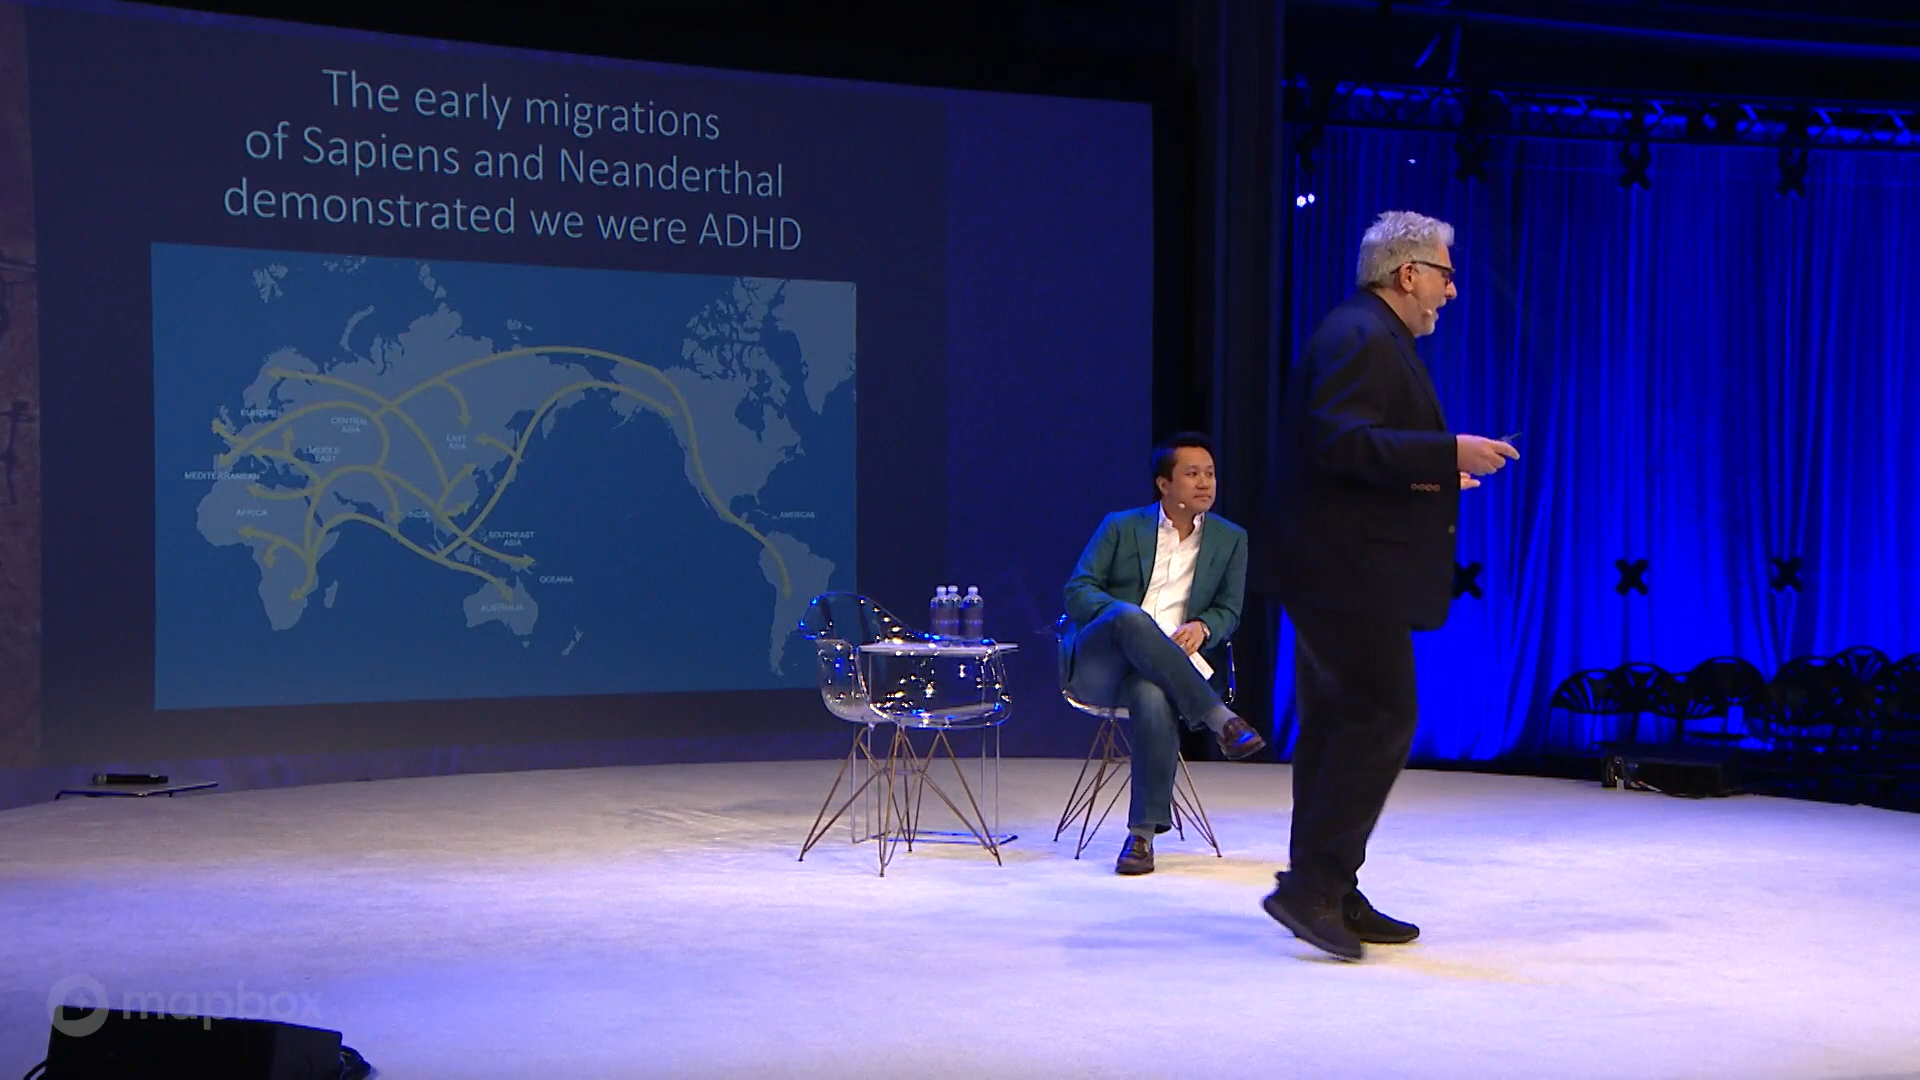 The early migrations
of Sapiens and Neanderthal
demonstrated we were ADHD
EUROPE
CENTRAL
ASIA
EAST
ASIA
MIDDLE
EAST
MEDITERRANEAN
AFRICA
INDIA
AMERICAS
SOUTHEAST
ASIA
OCEANIA
AUSTRALIA
mapbox